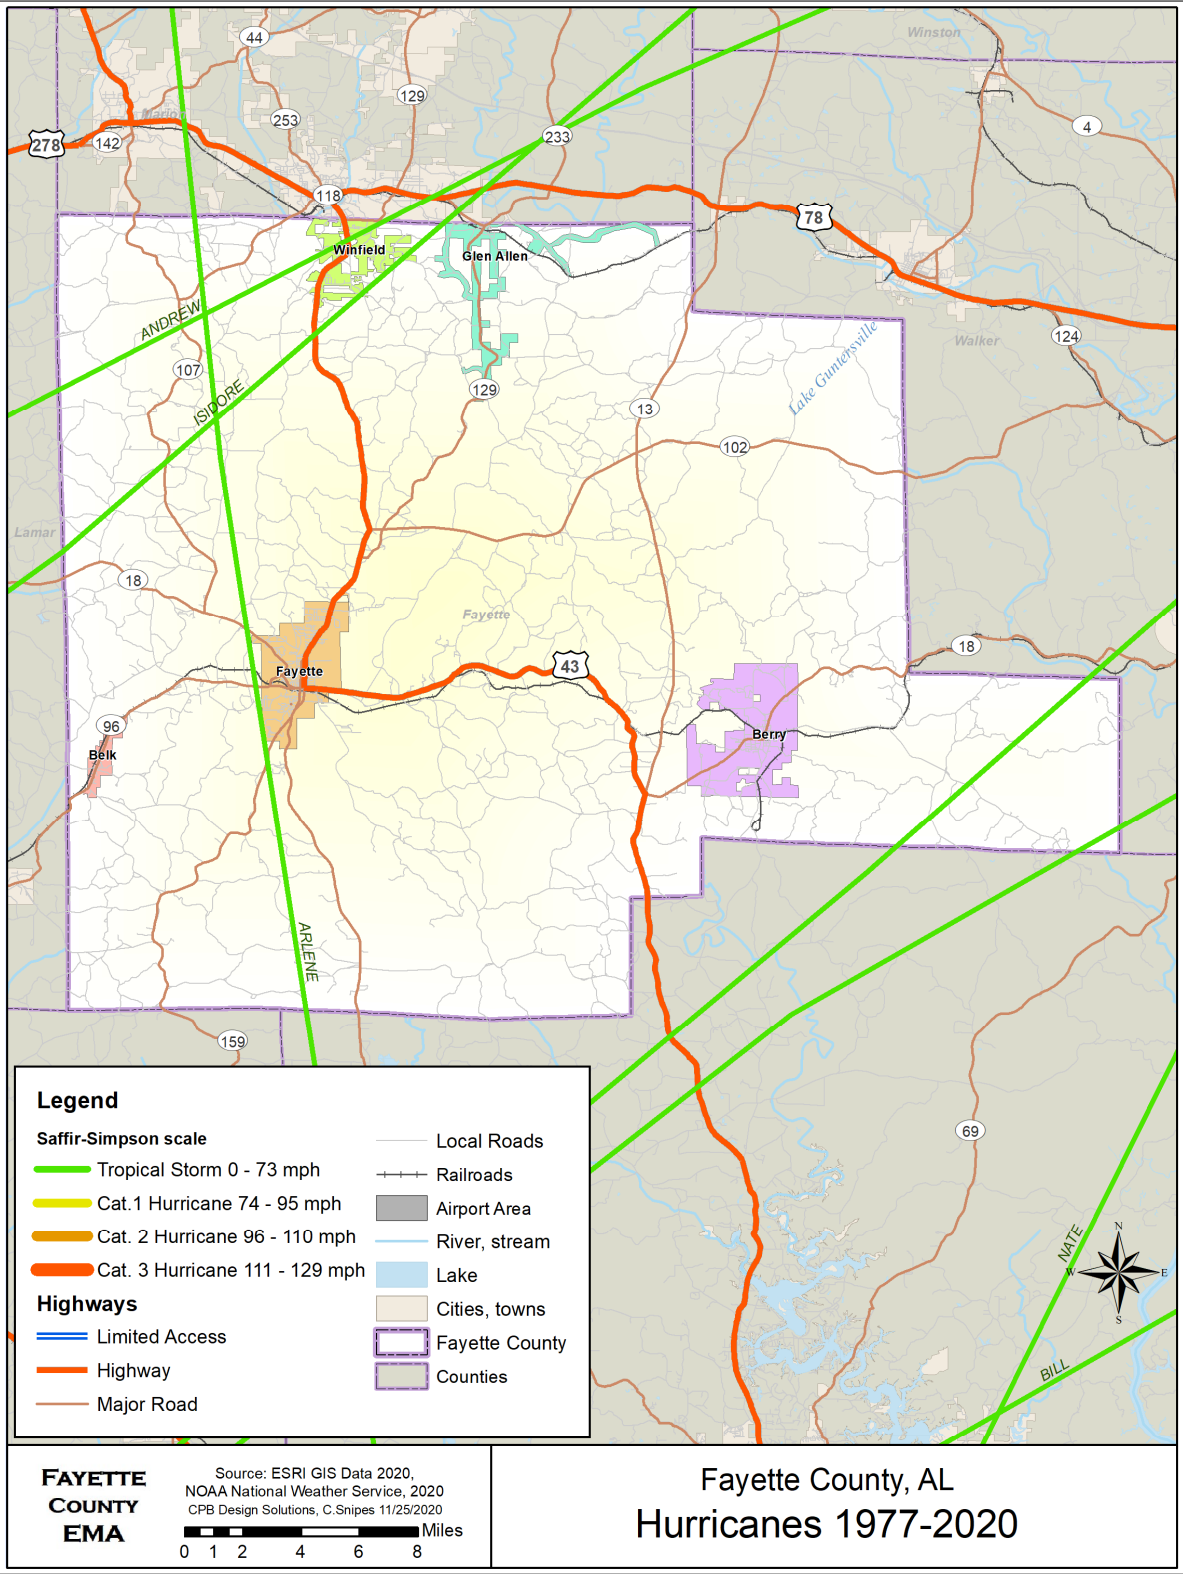 44
Winston
129
253
4
233
Marion
278
142
118
78
Winfield
Glen Allen
ANDREW
Lake Guntersville
Walker
124
107
129
ISIDORE
13
102
Lamar
18
Fayette
18
Fayette
43
96
Belk
Berry
ARLENE
159
69
NATE
BILL
N
W
E
S
Legend
Saffir-Simpson scale
Tropical Storm 0 - 73 mph
Cat.1 Hurricane 74 - 95 mph
Cat. 2 Hurricane 96 - 110 mph
Cat. 3 Hurricane 111 - 129 mph
Highways
Limited Access
Highway
Major Road
Local Roads
Railroads
Airport Area
River, stream
Lake
Cities, towns
Fayette County
Counties
FAYETTE
COUNTY
EMA
Source: ESRI GIS Data 2020,
NOAA National Weather Service, 2020
CPB Design Solutions, C.Snipes 11/25/2020
Miles
0 1 2 4 6 8
Fayette County, AL
Hurricanes 1977-2020